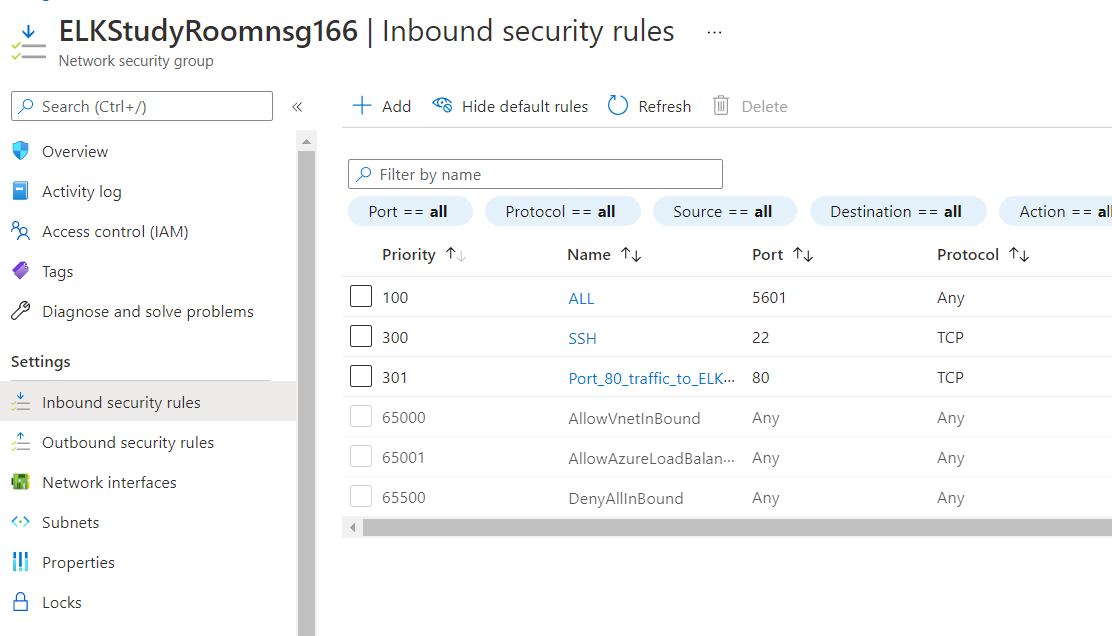 ELKStudyRoomnsg166 | Inbound security rules ...
Network security group
Search (Ctrl+/) «
Overview
Activity log
Access control (IAM)
Tags
Diagnose and solve problems
Settings
Inbound security rules
Outbound security rules
Network interfaces
Subnets
Properties
Locks
Add Hide default rules Refresh Delete
Filter by name
Port == all Protocol == all Source == all Destination == all Action == all
Priority ↑↓ Name ↑↓ Port ↑↓ Protocol ↑↓
100 ALL 5601 Any
300 SSH 22 TCP
301 Port_80_traffic_to_ELK... 80 TCP
65000 AllowVnetInBound Any Any
65001 AllowAzureLoadBalan... Any Any
65500 DenyAllInBound Any Any